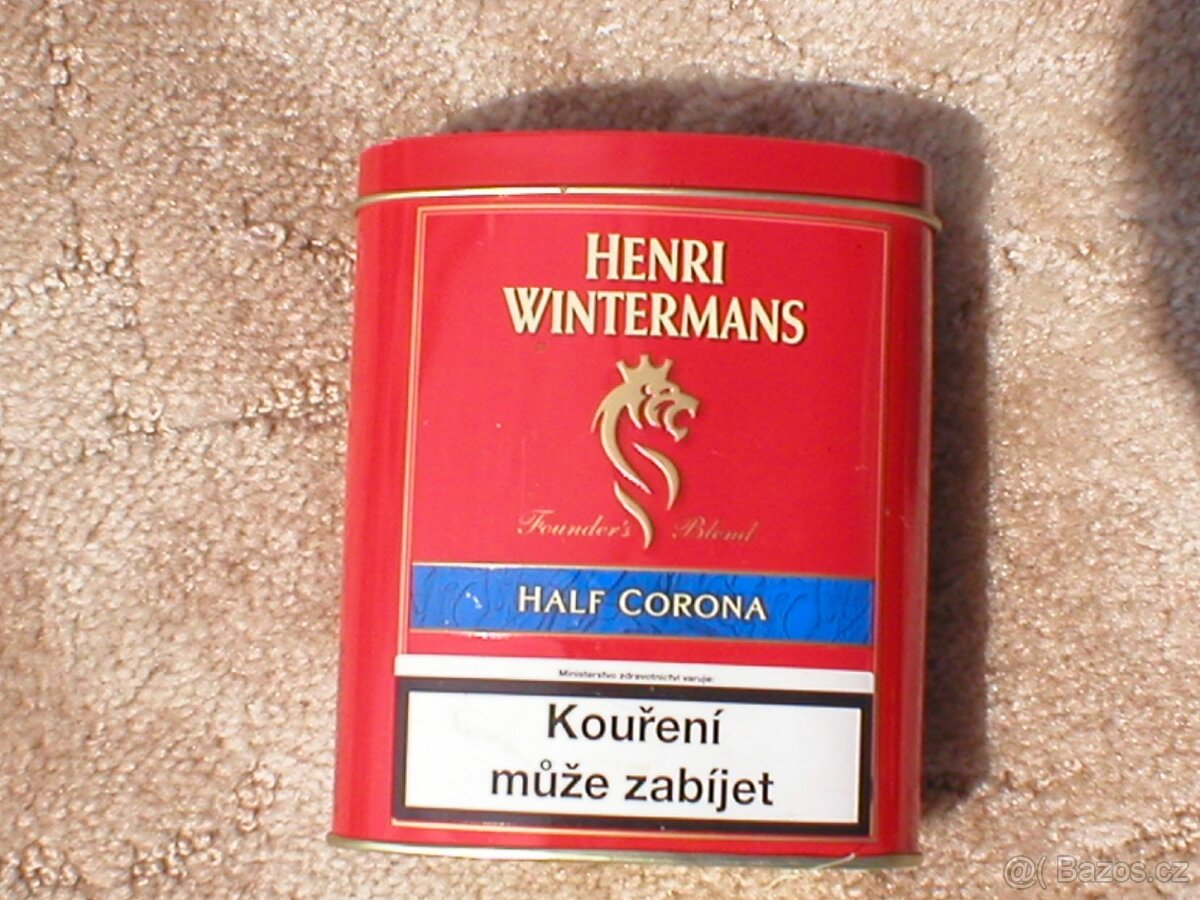 HENRI
WINTERMANS
Founder's Blend
HALF CORONA
Ministerstvo zdravotnictví varuje:
Kouření
může zabíjet
@( Bazos.cz